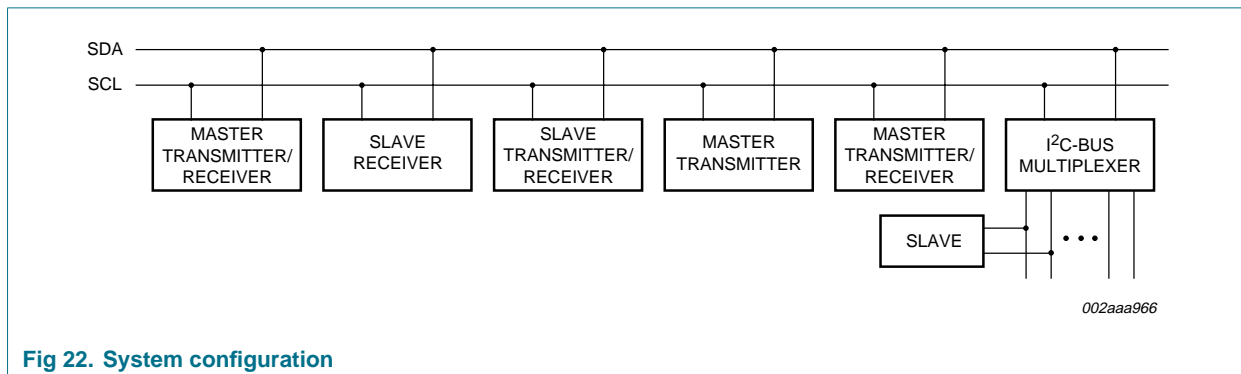 SDA
SCL
MASTER
TRANSMITTER/
RECEIVER
SLAVE
RECEIVER
SLAVE
TRANSMITTER/
RECEIVER
MASTER
TRANSMITTER
MASTER
TRANSMITTER/
RECEIVER
I²C-BUS
MULTIPLEXER
SLAVE
002aaa966
Fig 22. System configuration